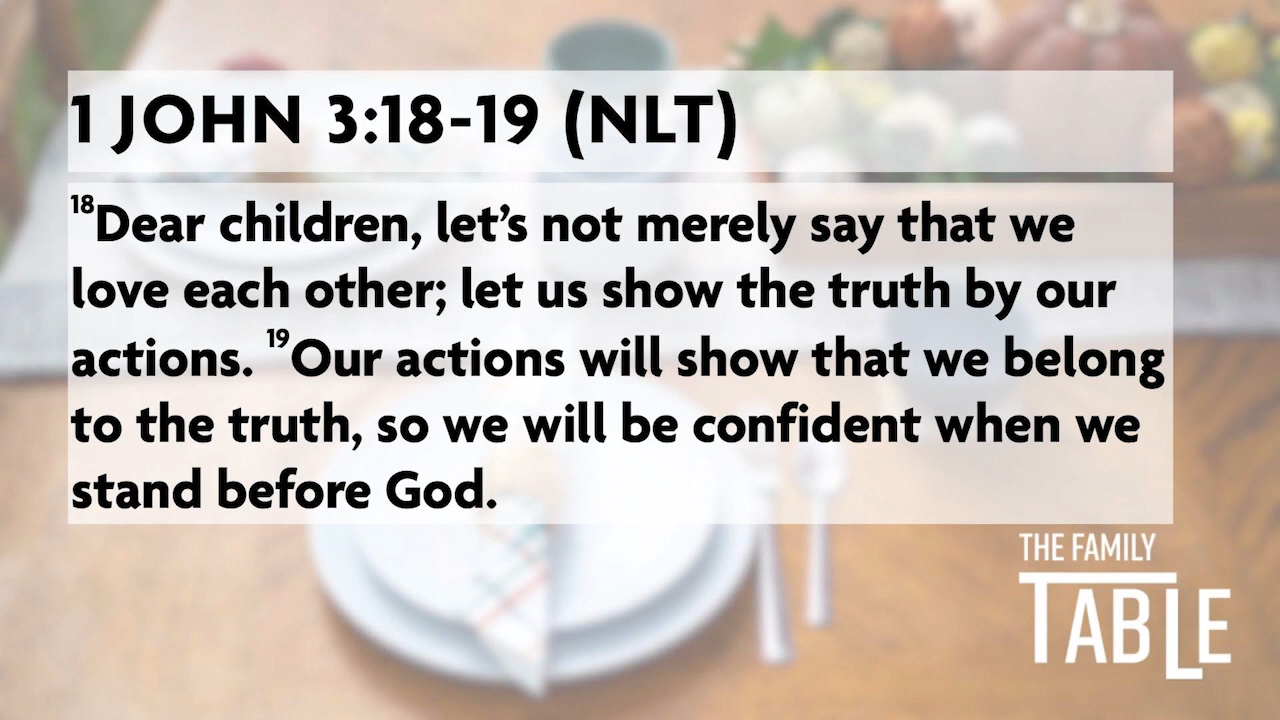 1 JOHN 3:18-19 (NLT)
18Dear children, let’s not merely say that we
love each other; let us show the truth by our
actions. 19Our actions will show that we belong
to the truth, so we will be confident when we
stand before God.
THE FAMILY
TABLE